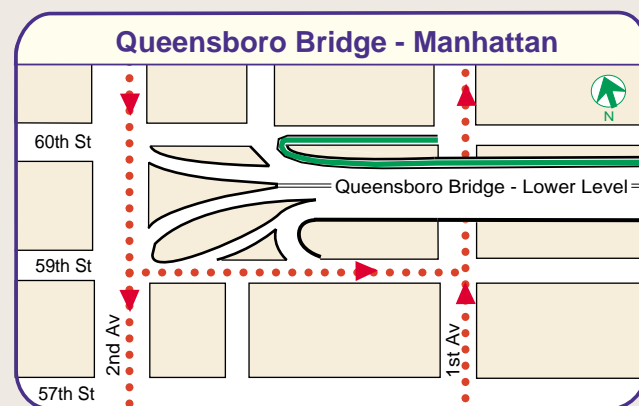 Queensboro Bridge - Manhattan
N
60th St
Queensboro Bridge - Lower Level
59th St
2nd Av
1st Av
57th St